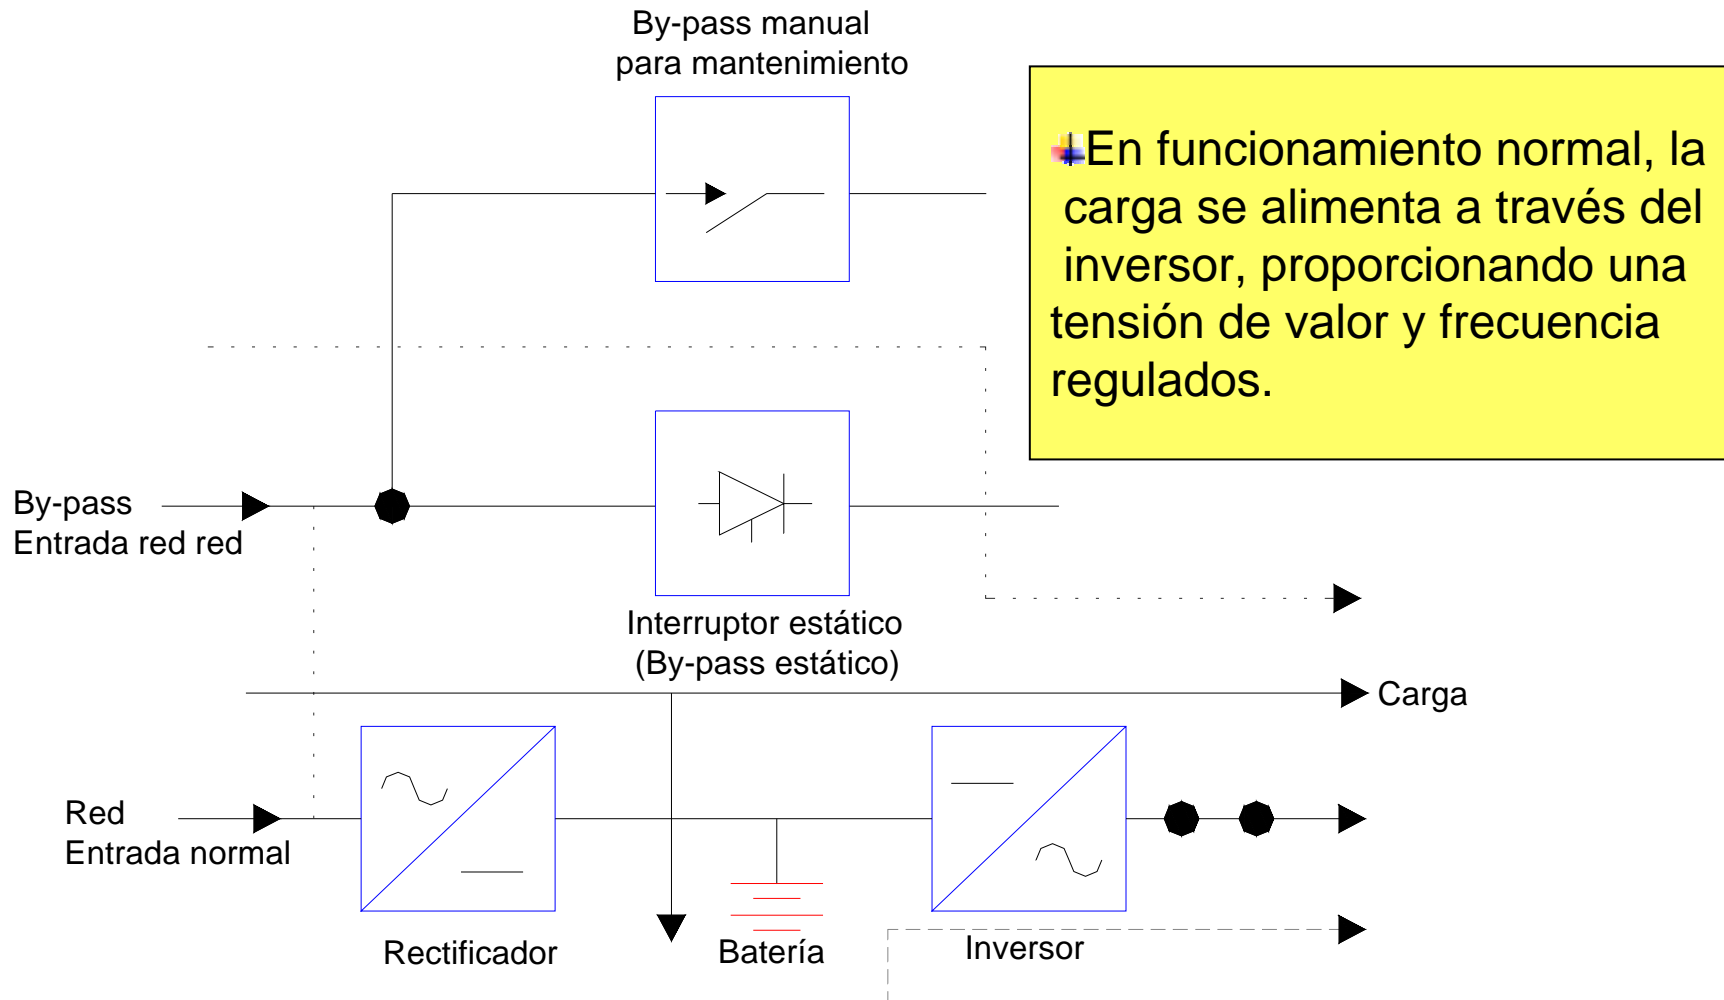 By-pass manual
para mantenimiento
En funcionamiento normal, la
carga se alimenta a través del
inversor, proporcionando una
tensión de valor y frecuencia
regulados.
By-pass
Entrada red red
Interruptor estático
(By-pass estático)
Carga
Red
Entrada normal
Rectificador
Batería
Inversor